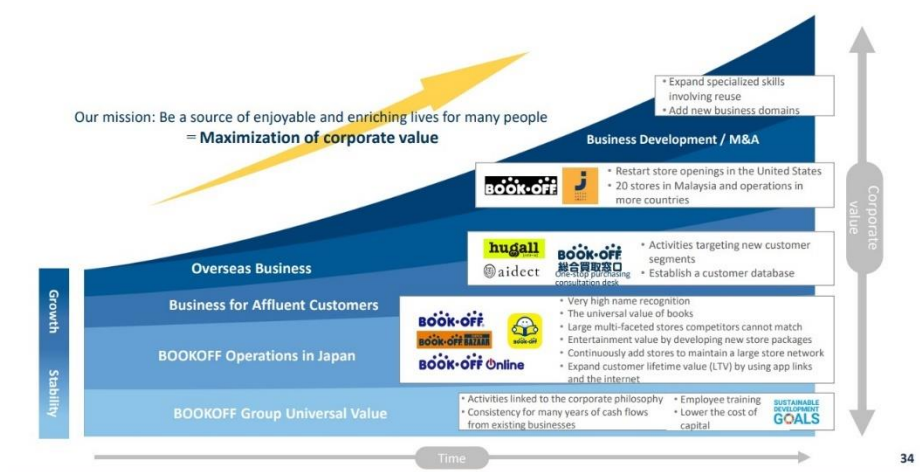 Our mission: Be a source of enjoyable and enriching lives for many people
= Maximization of corporate value
• Expand specialized skills
involving reuse
• Add new business domains
Business Development / M&A
BOOK•OFF
J
• Restart store openings in the United States
• 20 stores in Malaysia and operations in
more countries
Corporate
value
Overseas Business
hugall
aidect
BOOK•OFF
総合買取窓口
One-stop purchasing
consultation desk
• Activities targeting new customer
segments
• Establish a customer database
Growth
Business for Affluent Customers
BOOKOFF Operations in Japan
BOOK•OFF
BOOK•OFF BAZAAR
BOOK•OFF Online
Book-Off
• Very high name recognition
• The universal value of books
• Large multi-faceted stores competitors cannot match
• Entertainment value by developing new store packages
• Continuously add stores to maintain a large store network
• Expand customer lifetime value (LTV) by using app links
and the internet
Stability
BOOKOFF Group Universal Value
• Activities linked to the corporate philosophy
• Consistency for many years of cash flows
from existing businesses
• Employee training
• Lower the cost of
capital
SUSTAINABLE
DEVELOPMENT
GOALS
Time
34